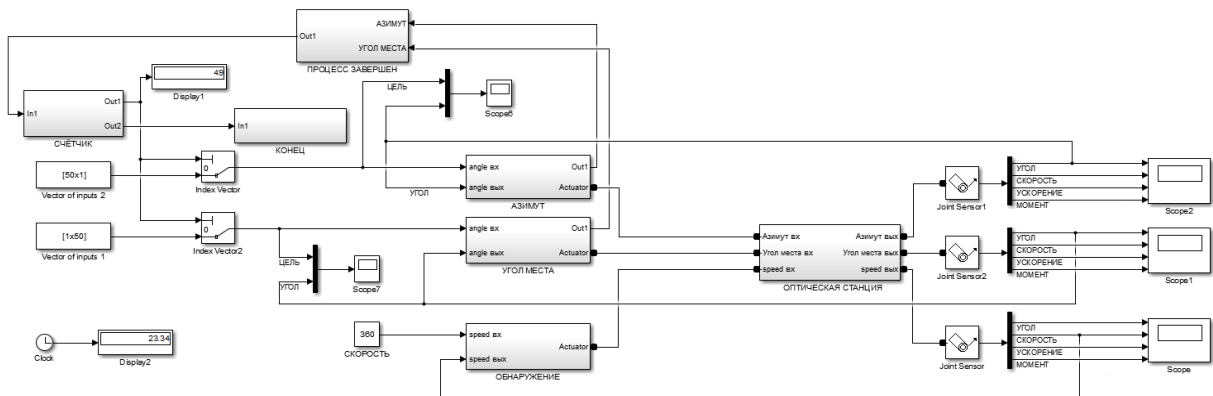 АЗИМУТ
Out1
УГОЛ МЕСТА
ПРОЦЕСС ЗАВЕРШЕН
49
Display1
ЦЕЛЬ
Scope6
Out1
In1
Out2
СЧЁТЧИК
In1
КОНЕЦ
[50x1]
Vector of inputs 2
0
Index Vector
angle вх
Out1
УГОЛ
angle вых
Actuator
АЗИМУТ
Joint Sensor1
УГОЛ
СКОРОСТЬ
УСКОРЕНИЕ
МОМЕНТ
Scope2
[1x50]
Vector of inputs 1
0
Index Vector2
angle вх
Out1
ЦЕЛЬ
angle вых
Actuator
УГОЛ МЕСТА
УГОЛ
Scope7
Азимут вх
Азимут вых
Угол места вх
Угол места вых
speed вх
speed вых
ОПТИЧЕСКАЯ СТАНЦИЯ
Joint Sensor2
УГОЛ
СКОРОСТЬ
УСКОРЕНИЕ
МОМЕНТ
Scope1
Clock
23.34
Display2
360
СКОРОСТЬ
speed вх
Actuator
speed вых
ОБНАРУЖЕНИЕ
Joint Sensor
УГОЛ
СКОРОСТЬ
УСКОРЕНИЕ
МОМЕНТ
Scope